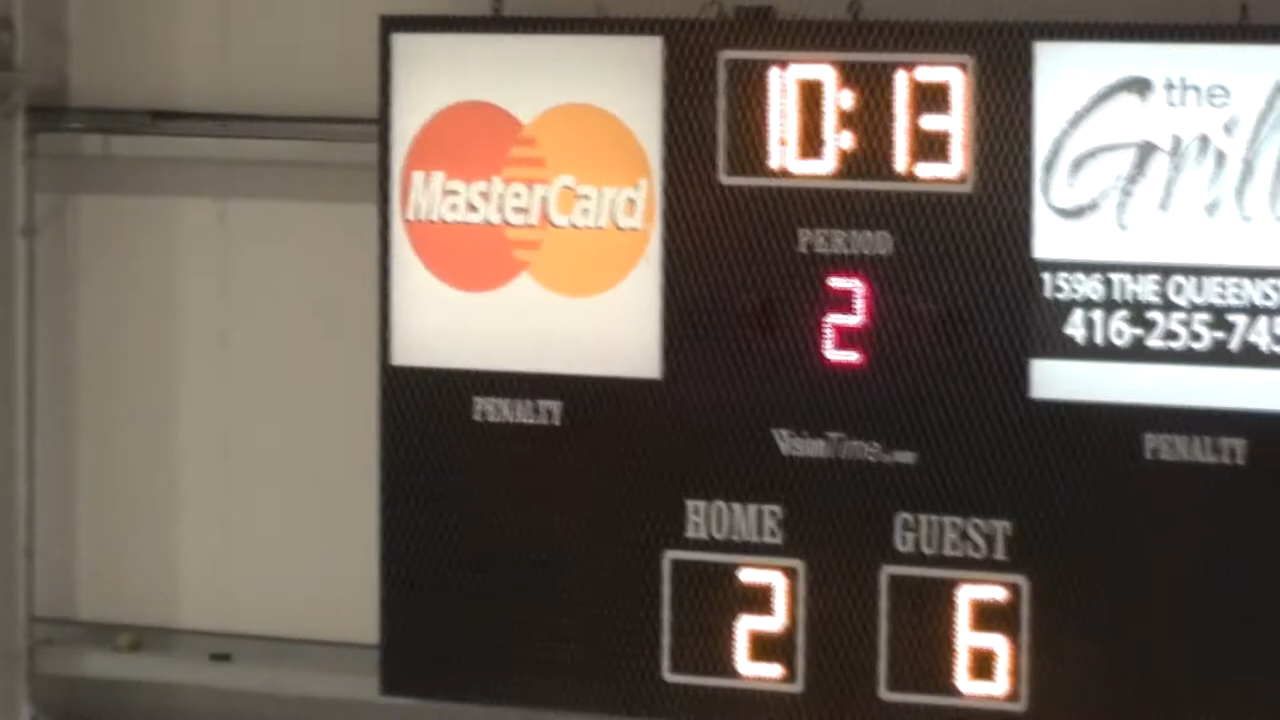 MasterCard
10:13
the
Grill
PERIOD
2
1596 THE QUEENS
416-255-745
PENALTY
VisionTime.com
PENALTY
HOME
GUEST
2
6